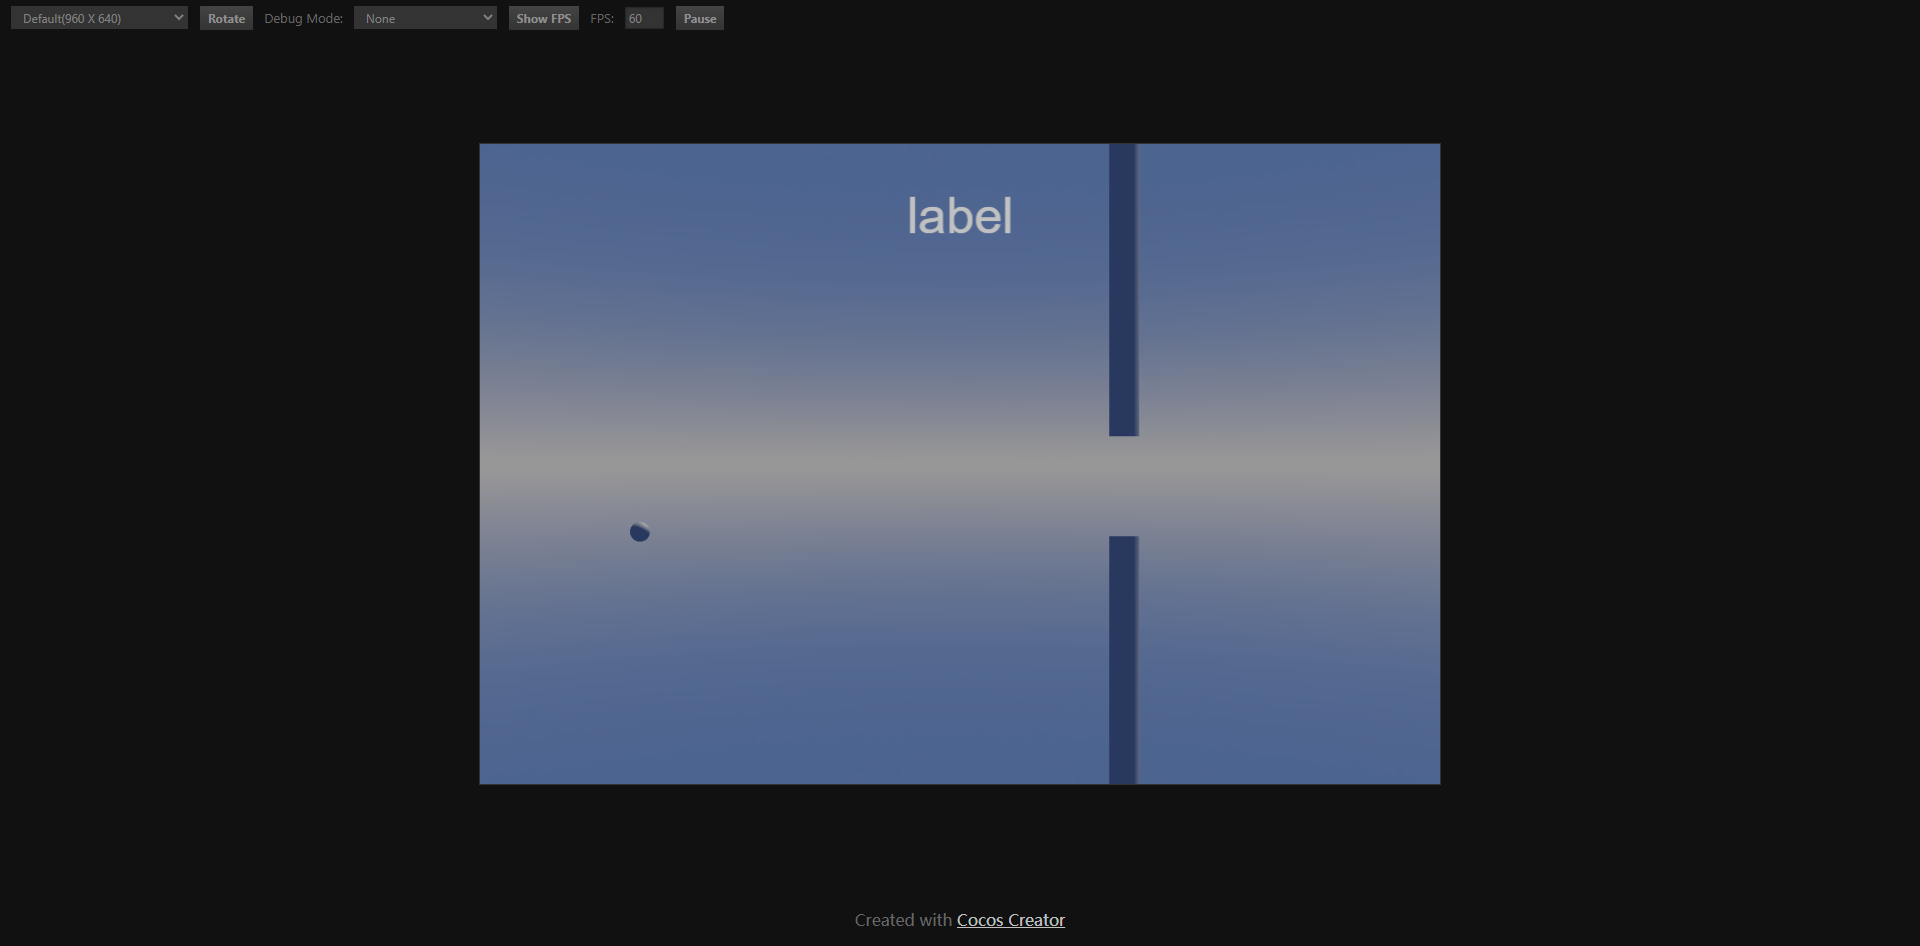 Default(960 X 640) Rotate Debug Mode: None Show FPS FPS: 60 Pause
label
Created with Cocos Creator